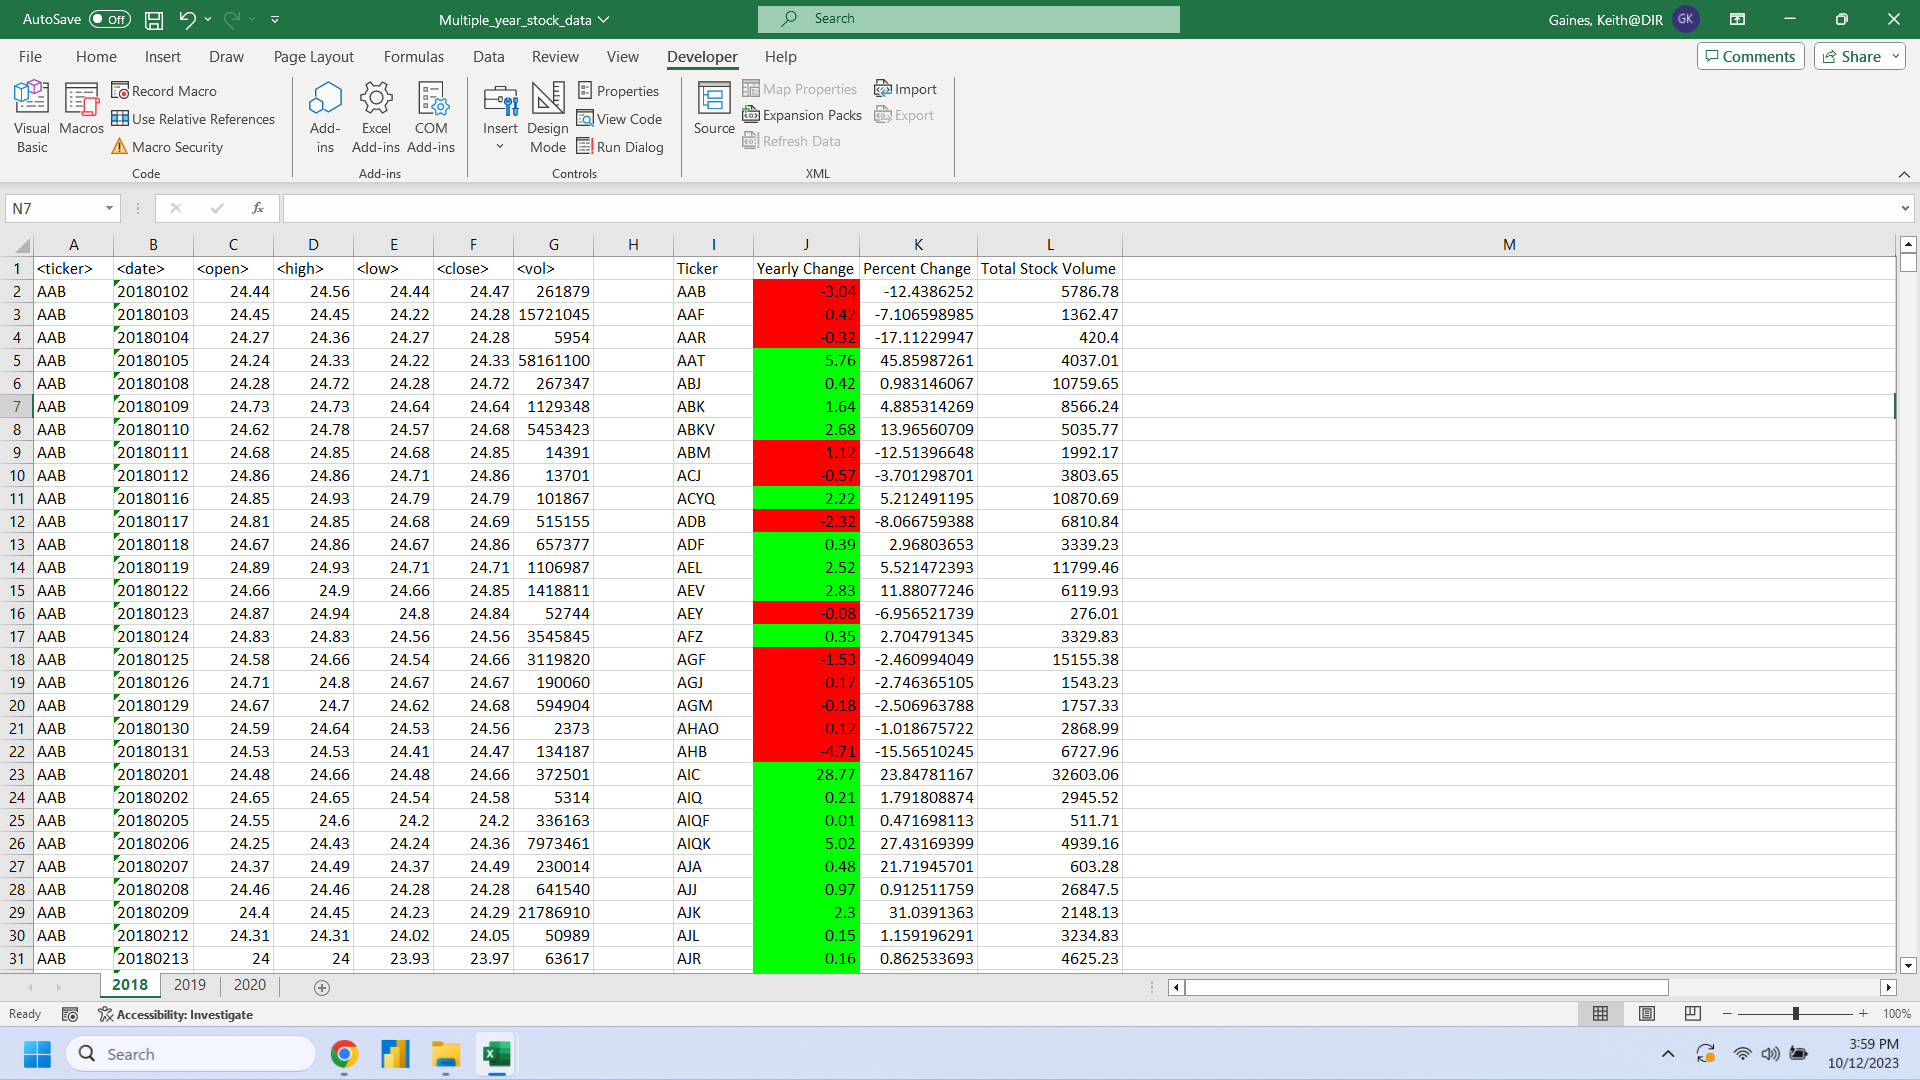 AutoSave Off Multiple_year_stock_data Search Gaines, Keith@DIR GK
File Home Insert Draw Page Layout Formulas Data Review View Developer Help Comments Share
Visual Basic Macros Record Macro Use Relative References Macro Security Code
Add-ins Excel Add-ins COM Add-ins Add-ins
Insert Design Mode Properties View Code Run Dialog Controls
Source Map Properties Expansion Packs Refresh Data Import Export XML
N7 fx
A B C D E F G H I J K L M
1 <ticker> <date> <open> <high> <low> <close> <vol> Ticker Yearly Change Percent Change Total Stock Volume
2 AAB 20180102 24.44 24.56 24.44 24.47 261879 AAB -3.04 -12.4386252 5786.78
3 AAB 20180103 24.45 24.45 24.22 24.28 15721045 AAF -0.42 -7.106598985 1362.47
4 AAB 20180104 24.27 24.36 24.27 24.28 5954 AAR -0.32 -17.11229947 420.4
5 AAB 20180105 24.24 24.33 24.22 24.33 58161100 AAT 5.76 45.85987261 4037.01
6 AAB 20180108 24.28 24.72 24.28 24.72 267347 ABJ 0.42 0.983146067 10759.65
7 AAB 20180109 24.73 24.73 24.64 24.64 1129348 ABK 1.64 4.885314269 8566.24
8 AAB 20180110 24.62 24.78 24.57 24.68 5453423 ABKV 2.68 13.96560709 5035.77
9 AAB 20180111 24.68 24.85 24.68 24.85 14391 ABM -1.12 -12.51396648 1992.17
10 AAB 20180112 24.86 24.86 24.71 24.86 13701 ACJ -0.57 -3.701298701 3803.65
11 AAB 20180116 24.85 24.93 24.79 24.79 101867 ACYQ 2.22 5.212491195 10870.69
12 AAB 20180117 24.81 24.85 24.68 24.69 515155 ADB -2.32 -8.066759388 6810.84
13 AAB 20180118 24.67 24.86 24.67 24.86 657377 ADF 0.39 2.96803653 3339.23
14 AAB 20180119 24.89 24.93 24.71 24.71 1106987 AEL 2.52 5.521472393 11799.46
15 AAB 20180122 24.66 24.9 24.66 24.85 1418811 AEV 2.83 11.88077246 6119.93
16 AAB 20180123 24.87 24.94 24.8 24.84 52744 AEY -0.08 -6.956521739 276.01
17 AAB 20180124 24.83 24.83 24.56 24.56 3545845 AFZ 0.35 2.704791345 3329.83
18 AAB 20180125 24.58 24.66 24.54 24.66 3119820 AGF -1.53 -2.460994049 15155.38
19 AAB 20180126 24.71 24.8 24.67 24.67 190060 AGJ -0.17 -2.746365105 1543.23
20 AAB 20180129 24.67 24.7 24.62 24.68 594904 AGM -0.18 -2.506963788 1757.33
21 AAB 20180130 24.59 24.64 24.53 24.56 2373 AHAO -0.12 -1.018675722 2868.99
22 AAB 20180131 24.53 24.53 24.41 24.47 134187 AHB -4.71 -15.56510245 6727.96
23 AAB 20180201 24.48 24.66 24.48 24.66 372501 AIC 28.77 23.84781167 32603.06
24 AAB 20180202 24.65 24.65 24.54 24.58 5314 AIQ 0.21 1.791808874 2945.52
25 AAB 20180205 24.55 24.6 24.2 24.2 336163 AIQF 0.01 0.471698113 511.71
26 AAB 20180206 24.25 24.43 24.24 24.36 7973461 AIQK 5.02 27.43169399 4939.16
27 AAB 20180207 24.37 24.49 24.37 24.49 230014 AJA 0.48 21.71945701 603.28
28 AAB 20180208 24.46 24.46 24.28 24.28 641540 AJJ 0.97 0.912511759 26847.5
29 AAB 20180209 24.4 24.45 24.23 24.29 21786910 AJK 2.3 31.0391363 2148.13
30 AAB 20180212 24.31 24.31 24.02 24.05 50989 AJL 0.15 1.159196291 3234.83
31 AAB 20180213 24 24 23.93 23.97 63617 AJR 0.16 0.862533693 4625.23
2018 2019 2020
Ready Accessibility: Investigate 100%
Search 3:59 PM
10/12/2023